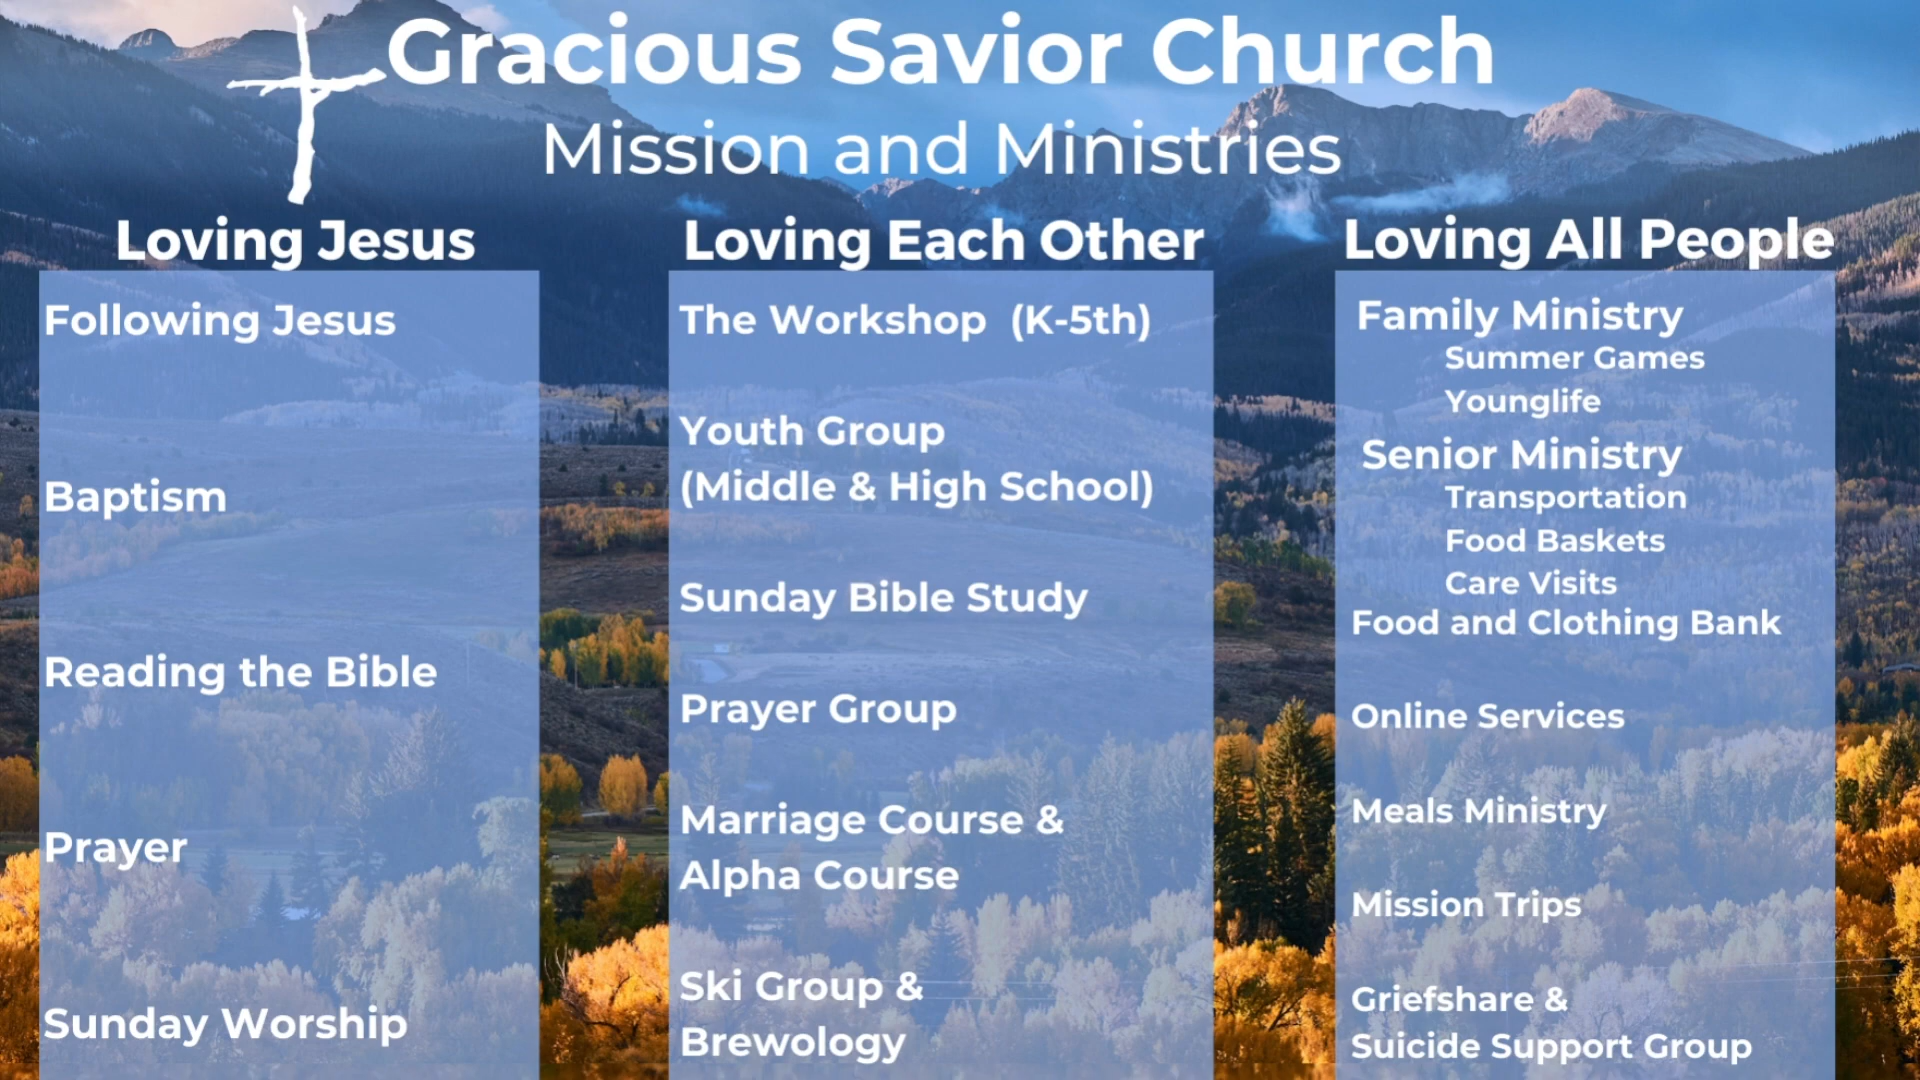 Gracious Savior Church
Mission and Ministries
Loving Jesus
Following Jesus
Baptism
Reading the Bible
Prayer
Sunday Worship
Loving Each Other
The Workshop (K-5th)
Youth Group
(Middle & High School)
Sunday Bible Study
Prayer Group
Marriage Course &
Alpha Course
Ski Group &
Brewology
Loving All People
Family Ministry
Summer Games
Younglife
Senior Ministry
Transportation
Food Baskets
Care Visits
Food and Clothing Bank
Online Services
Meals Ministry
Mission Trips
Griefshare &
Suicide Support Group